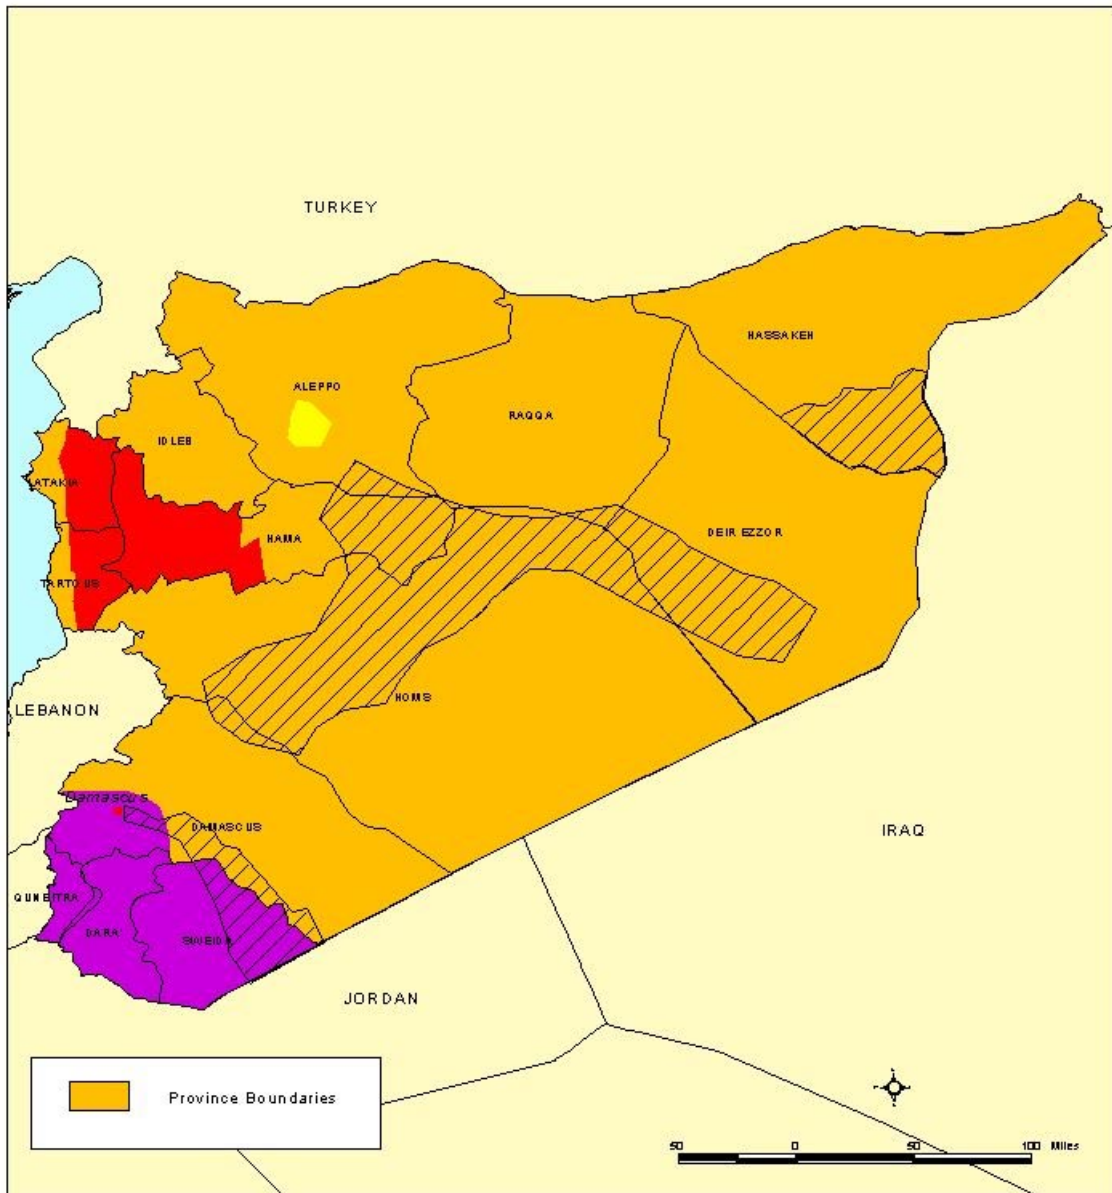 TURKEY
HASSAKEH
ALEPPO
RAQQA
IDLEB
LATAKIA
DEIR EZZOR
HAMA
TARTOUS
HOMS
LEBANON
Damascus
DAMASCUS
IRAQ
QUNEITRA
DARA'
SWEIDA
JORDAN
Province Boundaries
50 0 50 100 Miles